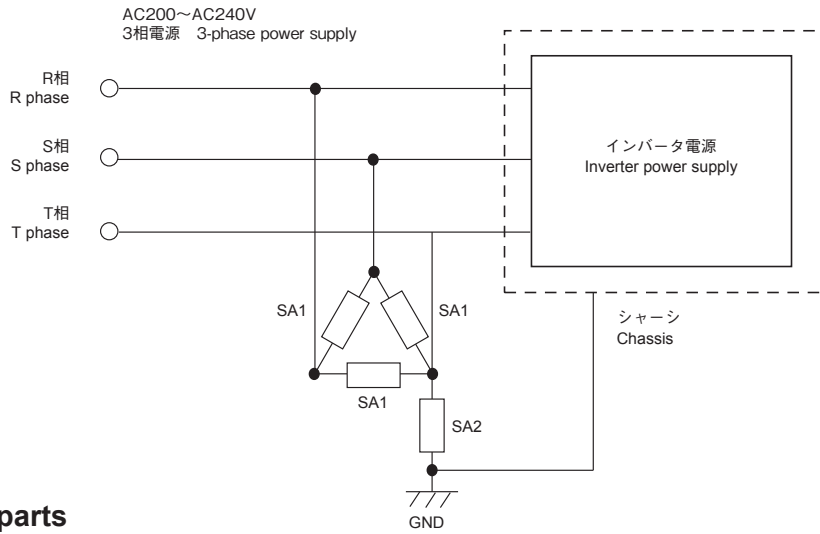 AC200～AC240V
3相電源　3-phase power supply
R相
R phase
S相
S phase
T相
T phase
インバータ電源
Inverter power supply
SA1
SA1
シャーシ
Chassis
SA1
SA2
parts
GND